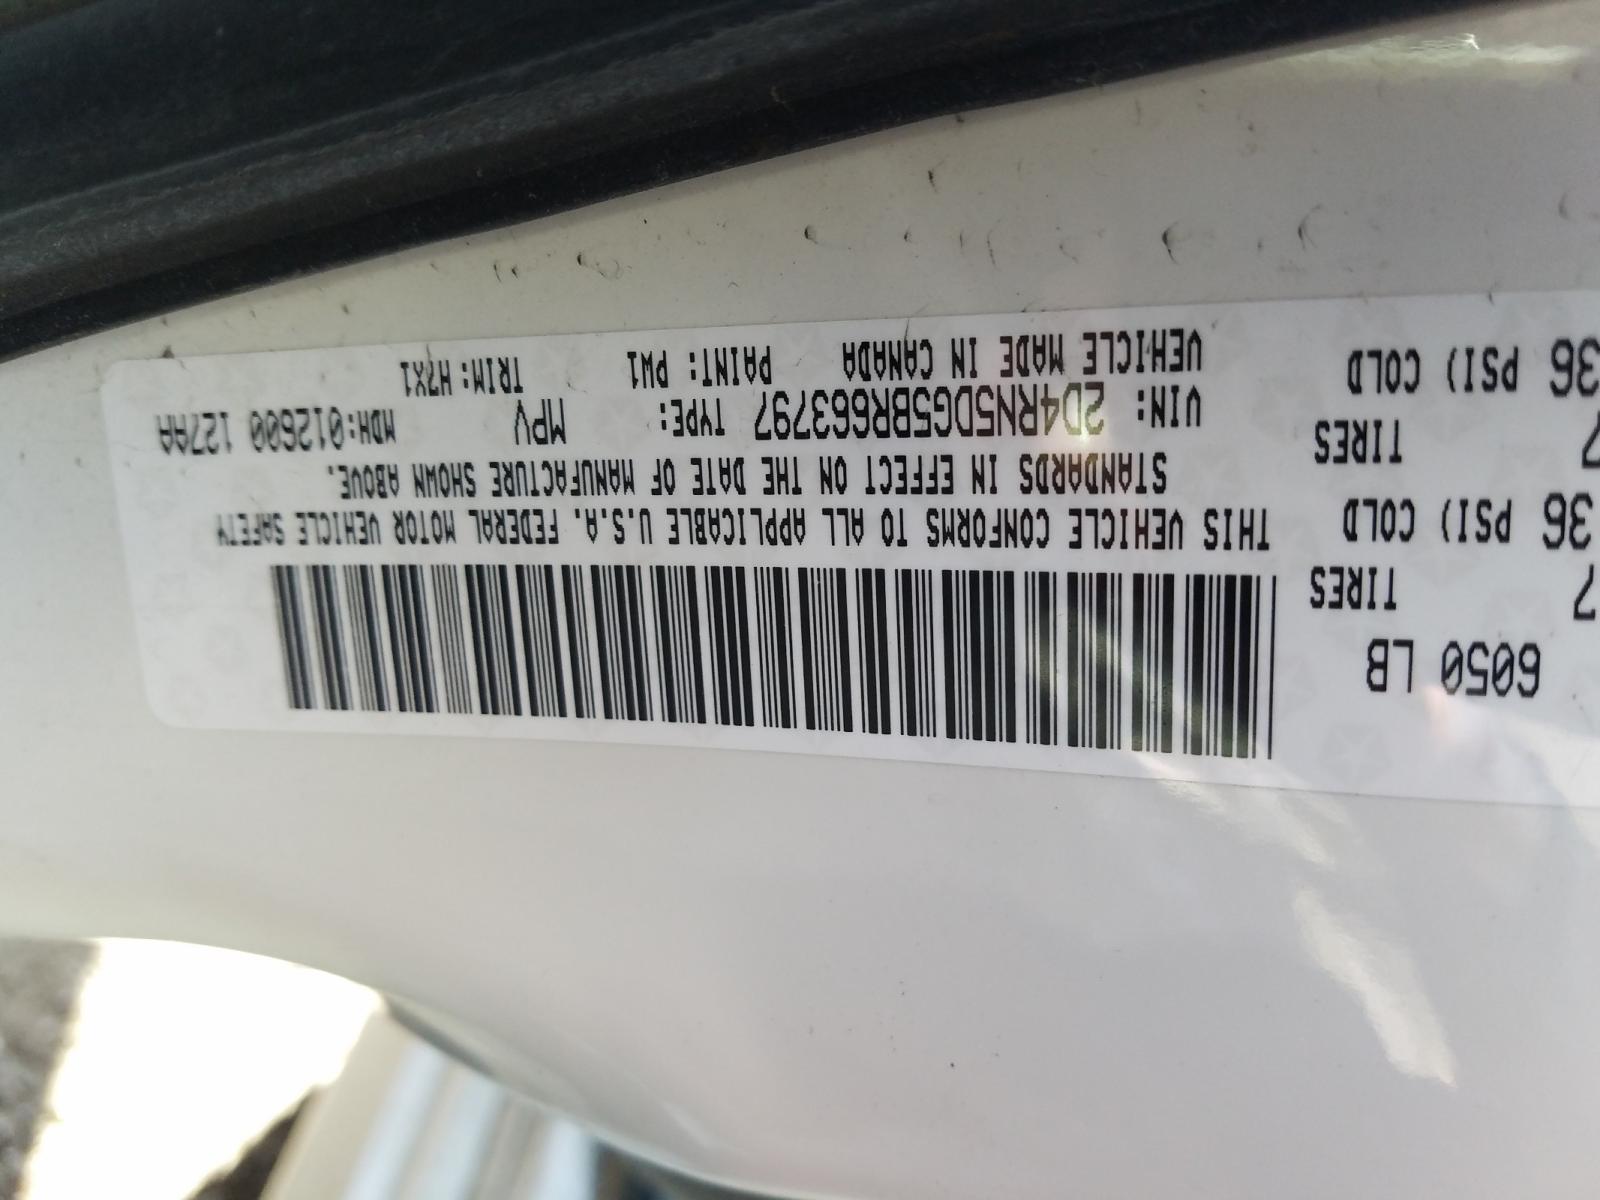 6050 LB
7 TIRES
36 PSI) COLD
7 TIRES
36 PSI) COLD
THIS VEHICLE CONFORMS TO ALL APPLICABLE U.S.A. FEDERAL MOTOR VEHICLE SAFETY
STANDARDS IN EFFECT ON THE DATE OF MANUFACTURE SHOWN ABOVE.
VIN: 2D4RN5DG5BR663797 TYPE: MPV MDH:012600 127AA
VEHICLE MADE IN CANADA PAINT: PW1 TRIM:H7X1